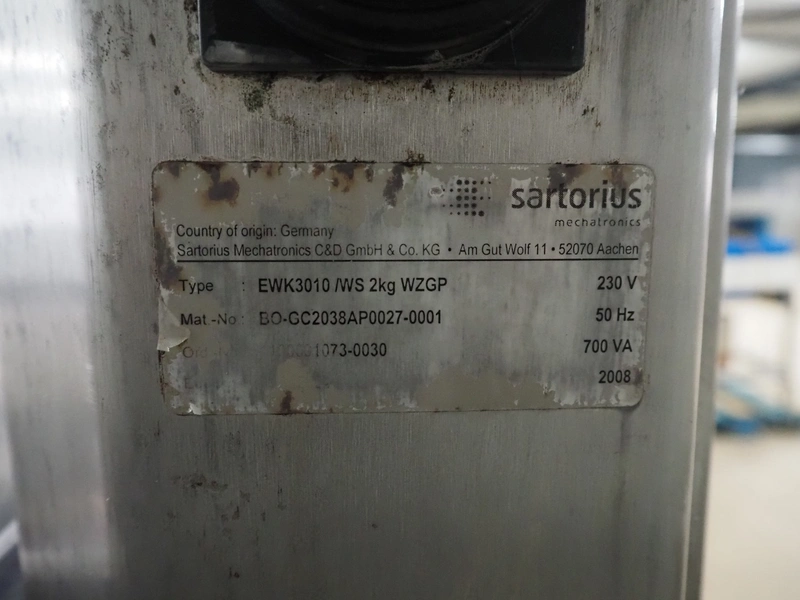 sartorius
mechatronics
Country of origin: Germany
Sartorius Mechatronics C&D GmbH & Co. KG • Am Gut Wolf 11 • 52070 Aachen
Type : EWK3010 /WS 2kg WZGP 230 V
Mat.-No : BO-GC2038AP0027-0001 50 Hz
1073-0030 700 VA
2008